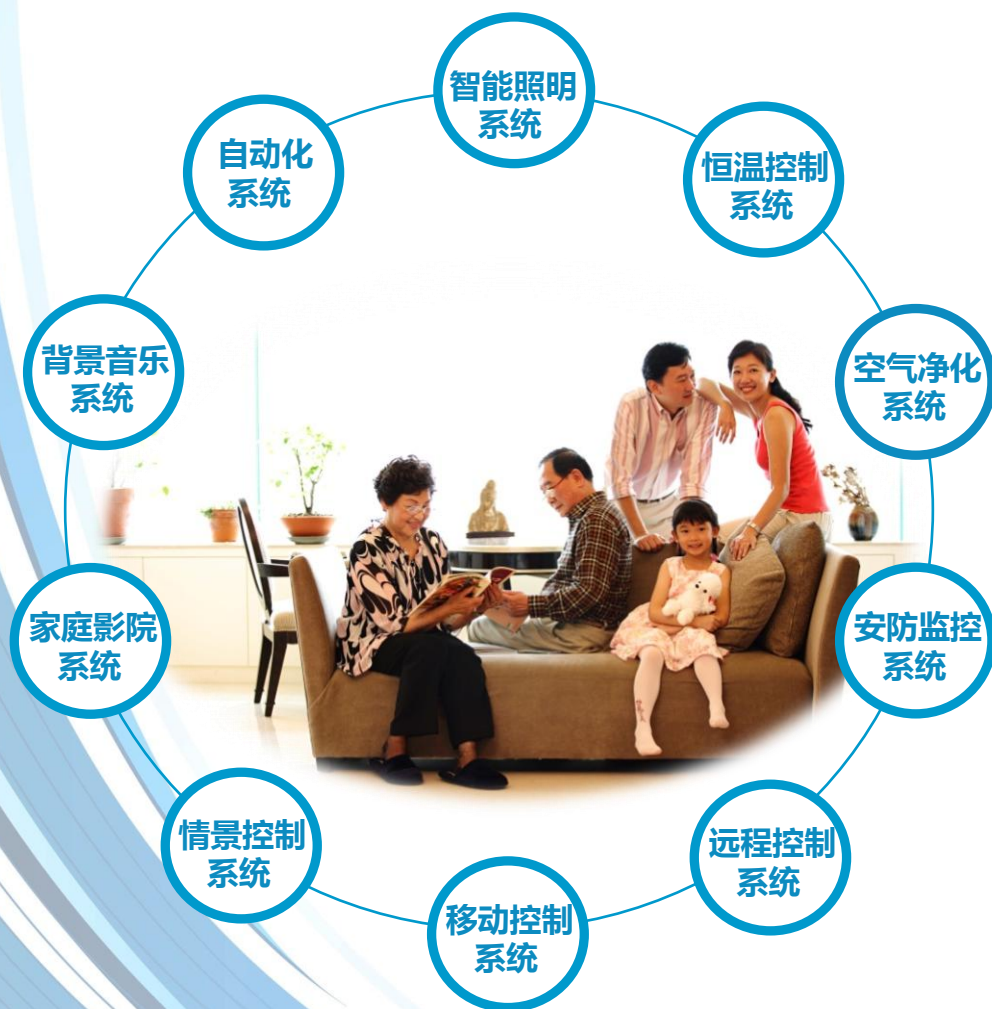 智能照明
系统
恒温控制
系统
空气净化
系统
安防监控
系统
远程控制
系统
移动控制
系统
情景控制
系统
家庭影院
系统
背景音乐
系统
自动化
系统